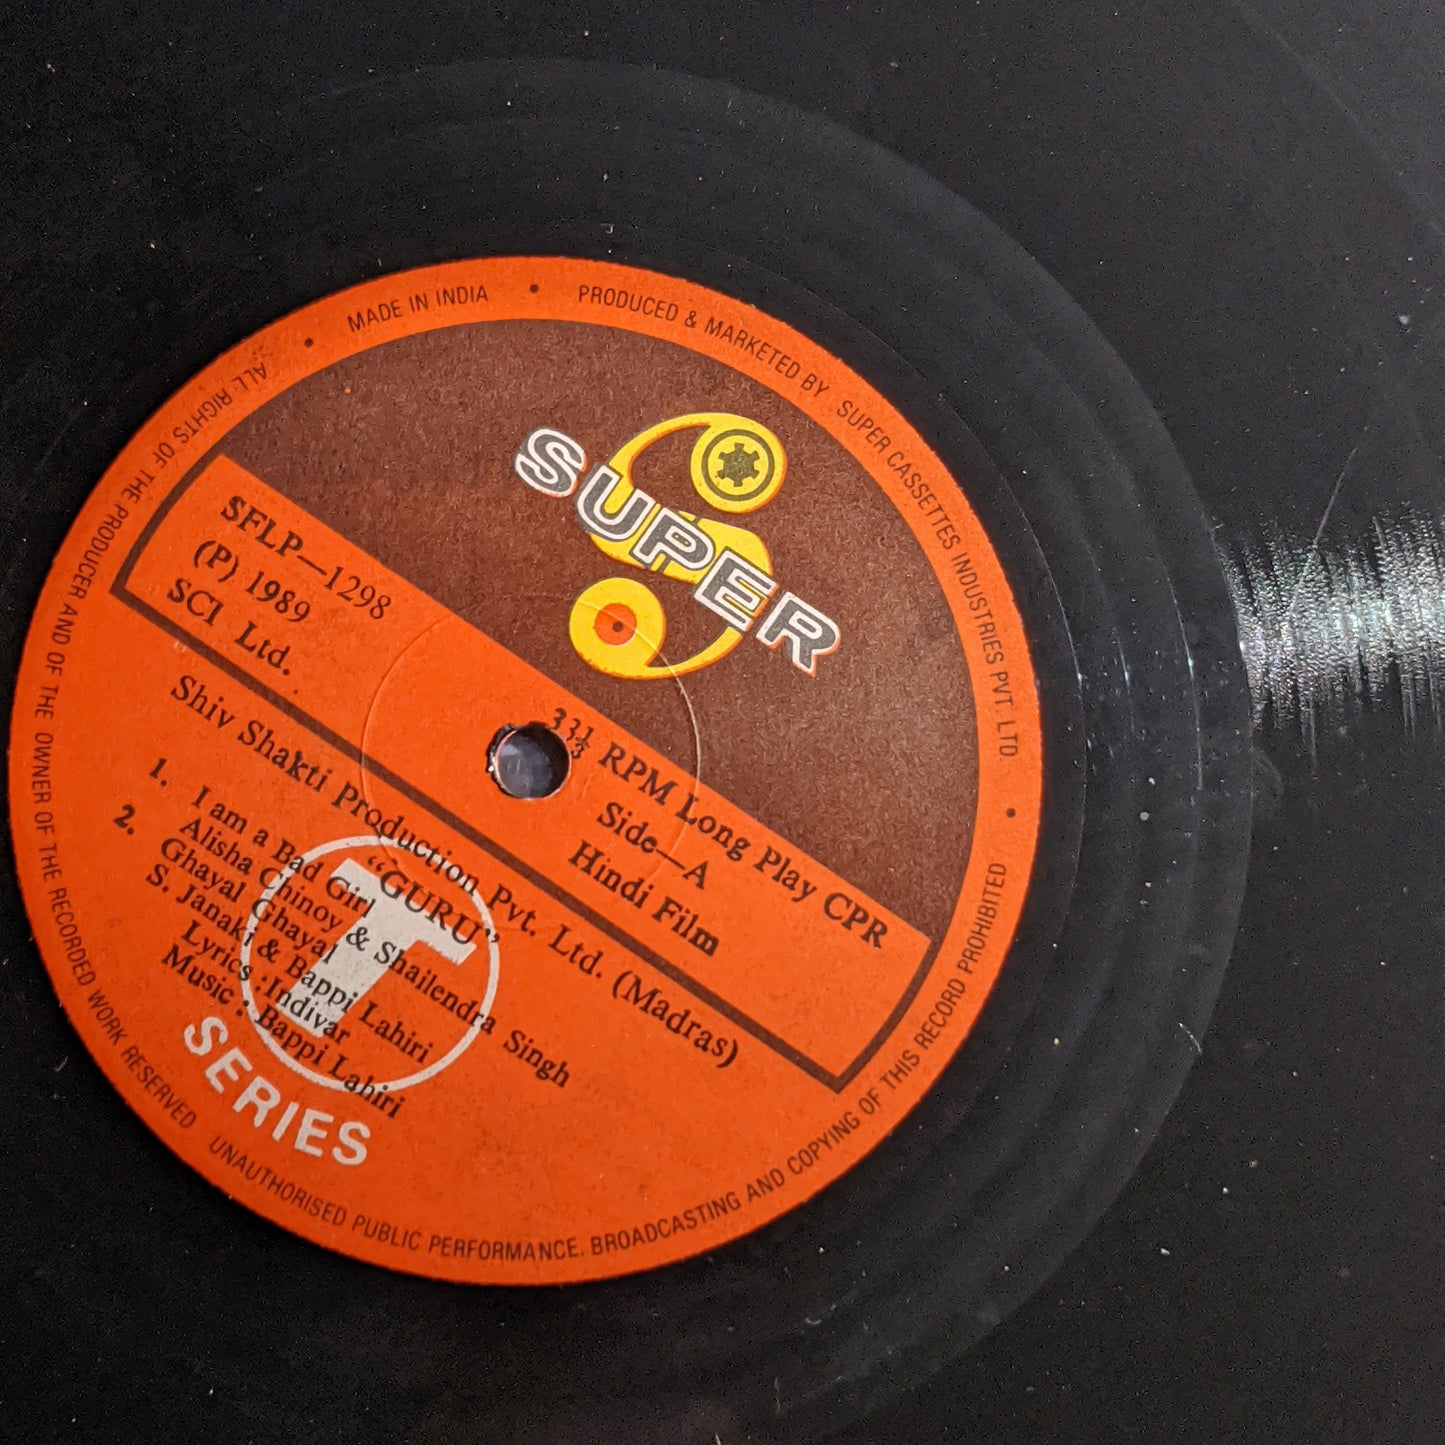 MADE IN INDIA • PRODUCED & MARKETED BY SUPER CASSETTES INDUSTRIES PVT. LTD. •
ALL RIGHTS OF THE PRODUCER AND OF THE OWNER OF THE RECORDED WORK RESERVED
UNAUTHORISED PUBLIC PERFORMANCE. BROADCASTING AND COPYING OF THIS RECORD PROHIBITED
SUPER
SFLP—1298
(P) 1989
SCI Ltd.
33⅓ RPM Long Play CPR
Side—A
Hindi Film
Shiv Shakti Production Pvt. Ltd. (Madras)
"GURU"
1. I am a Bad Girl
Alisha Chinoy & Shailendra Singh
2. Ghayal Ghayal
S. Janaki & Bappi Lahiri
Lyrics : Indivar
Music : Bappi Lahiri
T
SERIES